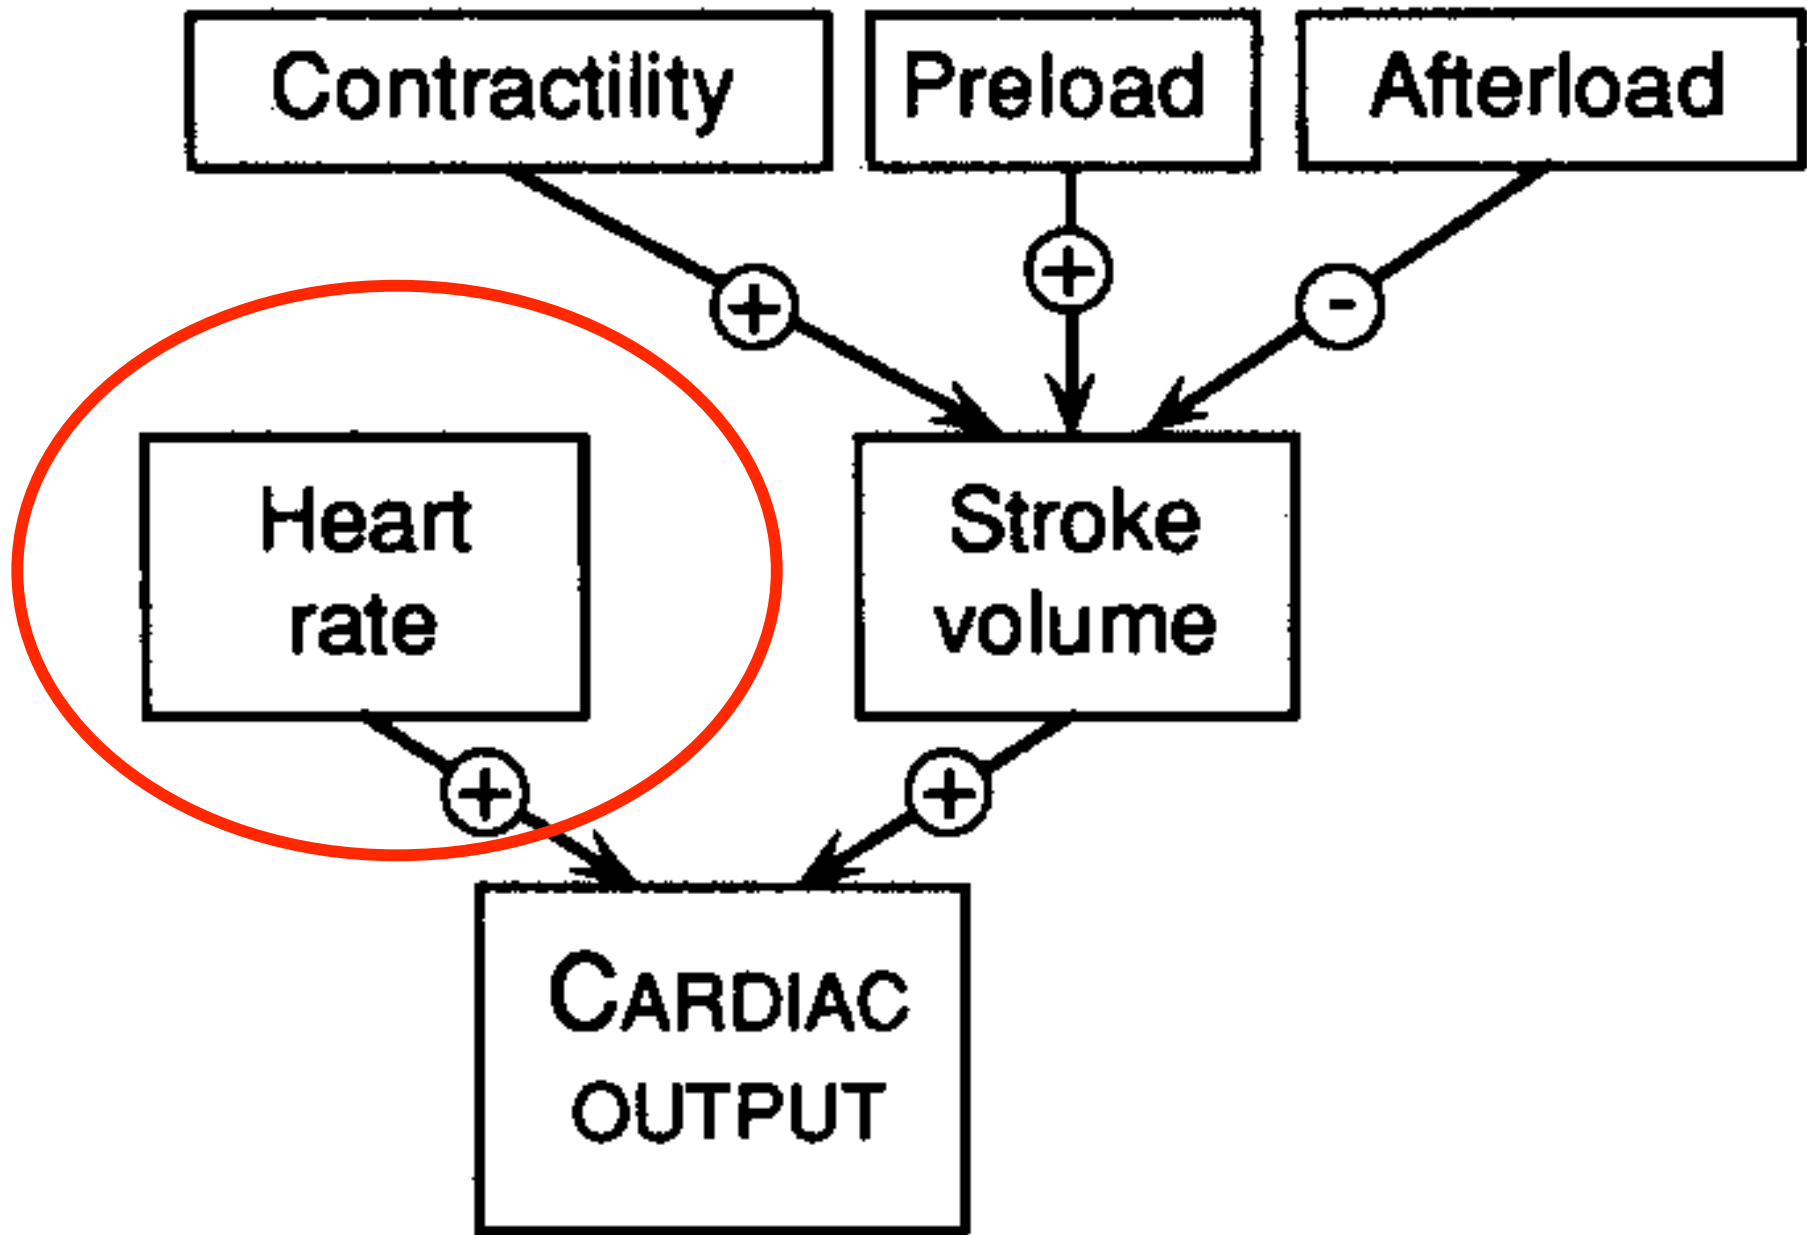 Contractility
Preload
Afterload
+
+
-
Heart
rate
Stroke
volume
+
+
CARDIAC
OUTPUT